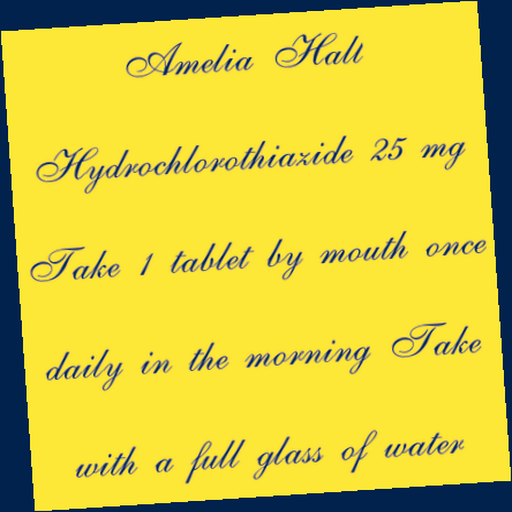 Amelia Halt
Hydrochlorothiazide 25 mg
Take 1 tablet by mouth once
daily in the morning Take
with a full glass of water